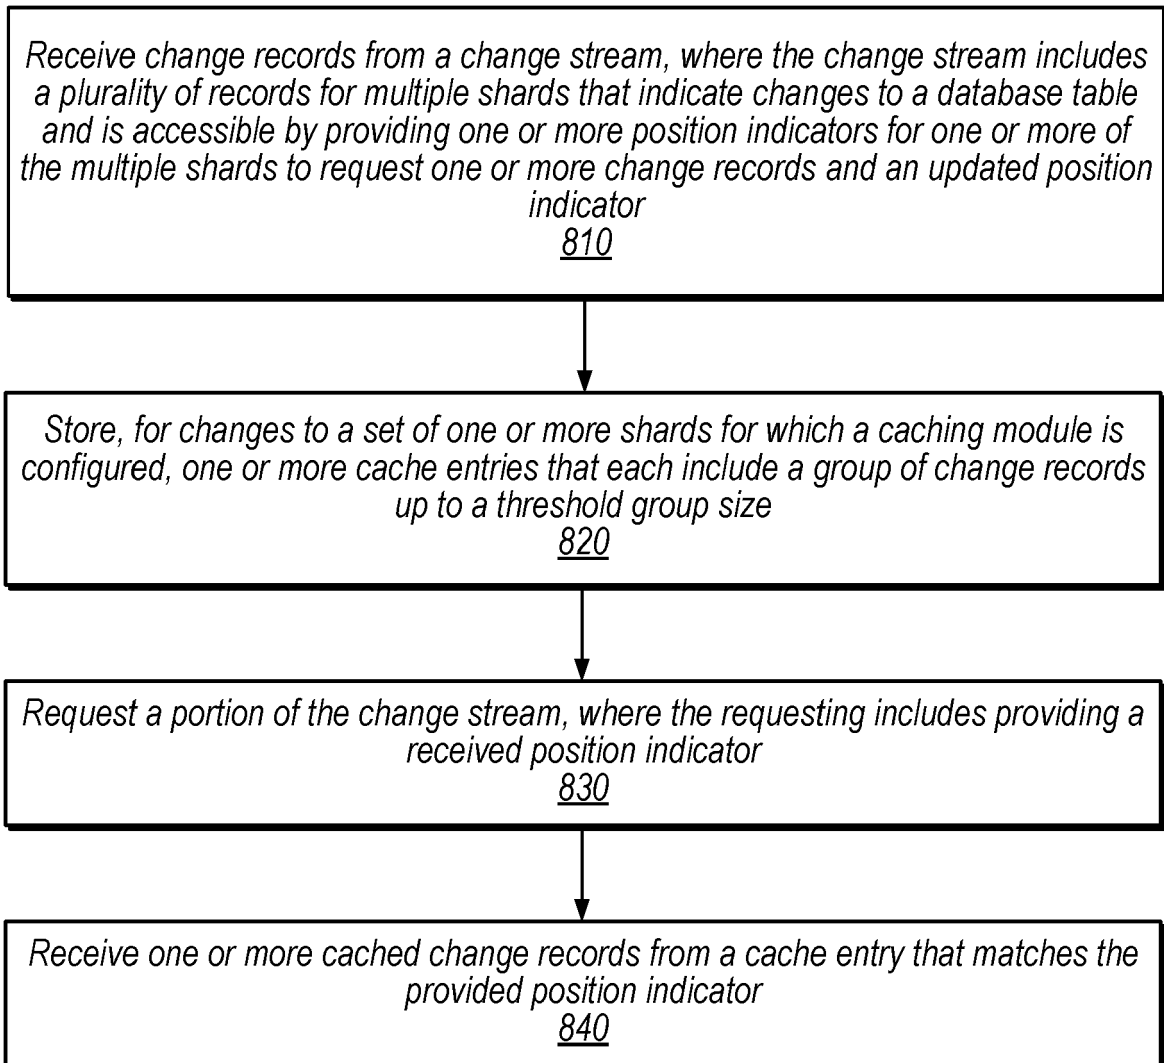 Receive change records from a change stream, where the change stream includes
a plurality of records for multiple shards that indicate changes to a database table
and is accessible by providing one or more position indicators for one or more of
the multiple shards to request one or more change records and an updated position
indicator
810
Store, for changes to a set of one or more shards for which a caching module is
configured, one or more cache entries that each include a group of change records
up to a threshold group size
820
Request a portion of the change stream, where the requesting includes providing a
received position indicator
830
Receive one or more cached change records from a cache entry that matches the
provided position indicator
840